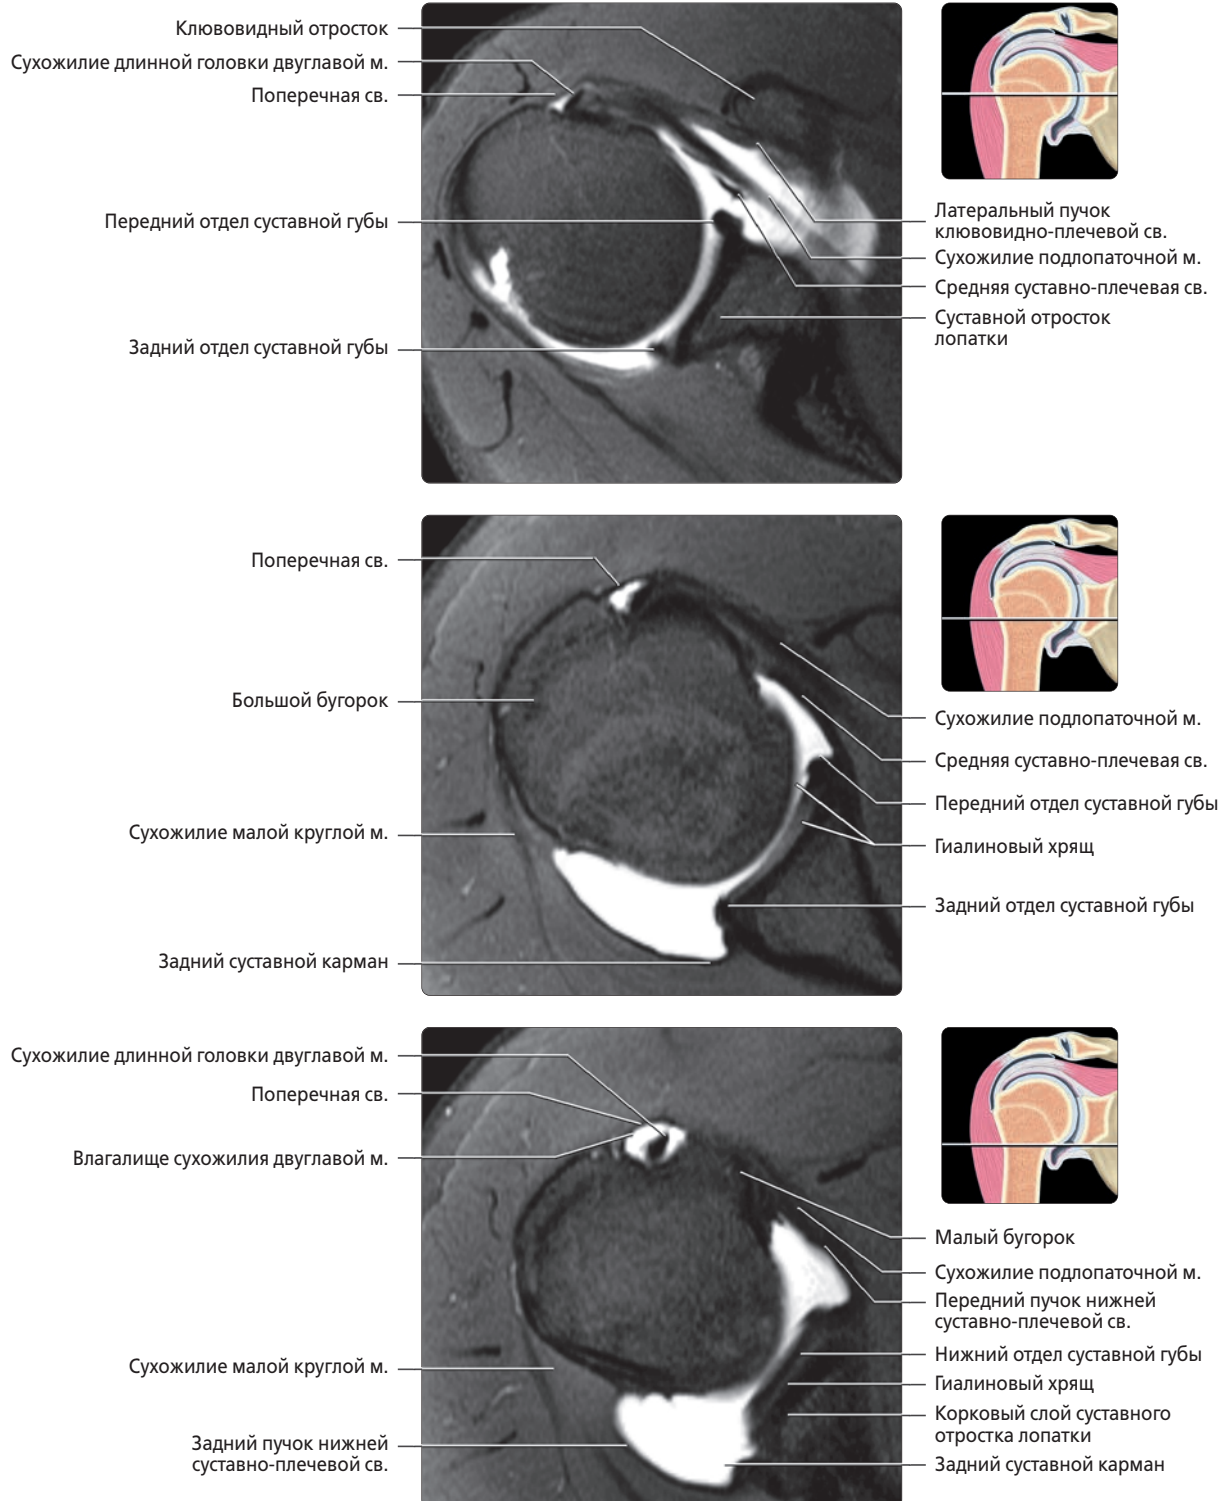 Клювовидный отросток
Сухожилие длинной головки двуглавой м.
Поперечная св.
Передний отдел суставной губы
Задний отдел суставной губы
Латеральный пучок
клювовидно-плечевой св.
Сухожилие подлопаточной м.
Средняя суставно-плечевая св.
Суставной отросток
лопатки
Поперечная св.
Большой бугорок
Сухожилие малой круглой м.
Задний суставной карман
Сухожилие подлопаточной м.
Средняя суставно-плечевая св.
Передний отдел суставной губы
Гиалиновый хрящ
Задний отдел суставной губы
Сухожилие длинной головки двуглавой м.
Поперечная св.
Влагалище сухожилия двуглавой м.
Сухожилие малой круглой м.
Задний пучок нижней
суставно-плечевой св.
Малый бугорок
Сухожилие подлопаточной м.
Передний пучок нижней
суставно-плечевой св.
Нижний отдел суставной губы
Гиалиновый хрящ
Корковый слой суставного
отростка лопатки
Задний суставной карман